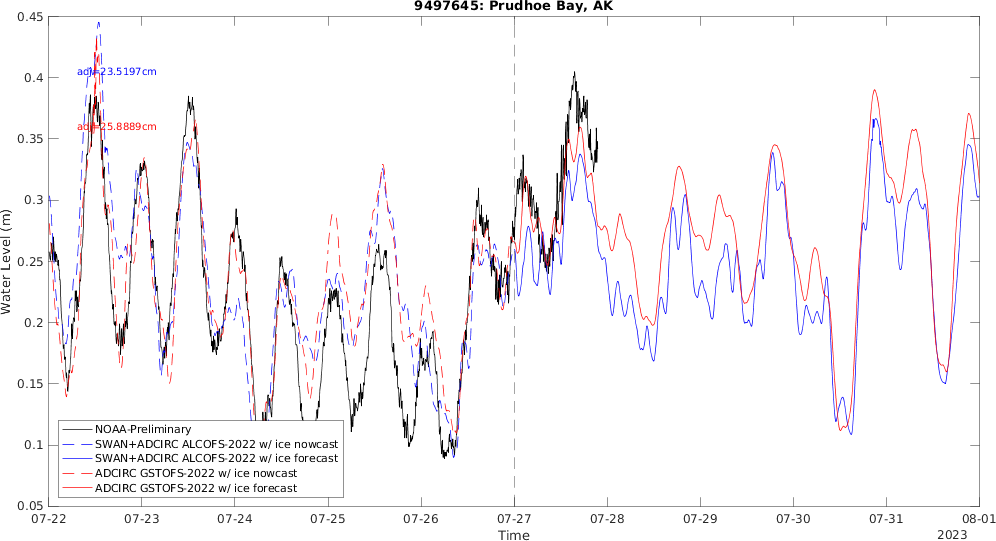 9497645: Prudhoe Bay, AK
0.45
0.4
0.35
0.3
0.25
0.2
0.15
0.1
0.05
Water Level (m)
adj=23.5197cm
adj=25.8889cm
NOAA-Preliminary
SWAN+ADCIRC ALCOFS-2022 w/ ice nowcast
SWAN+ADCIRC ALCOFS-2022 w/ ice forecast
ADCIRC GSTOFS-2022 w/ ice nowcast
ADCIRC GSTOFS-2022 w/ ice forecast
07-22 07-23 07-24 07-25 07-26 07-27 07-28 07-29 07-30 07-31 08-01
Time
2023